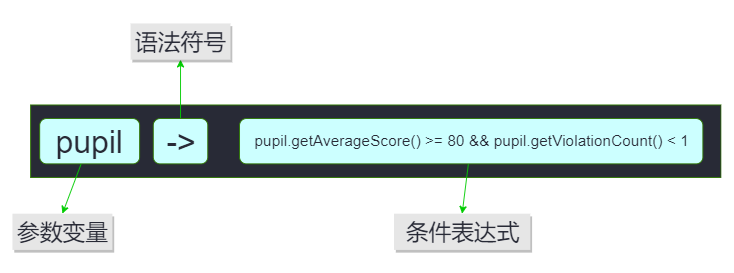 语法符号
pupil
->
pupil.getAverageScore() >= 80 && pupil.getViolationCount() < 1
参数变量
条件表达式